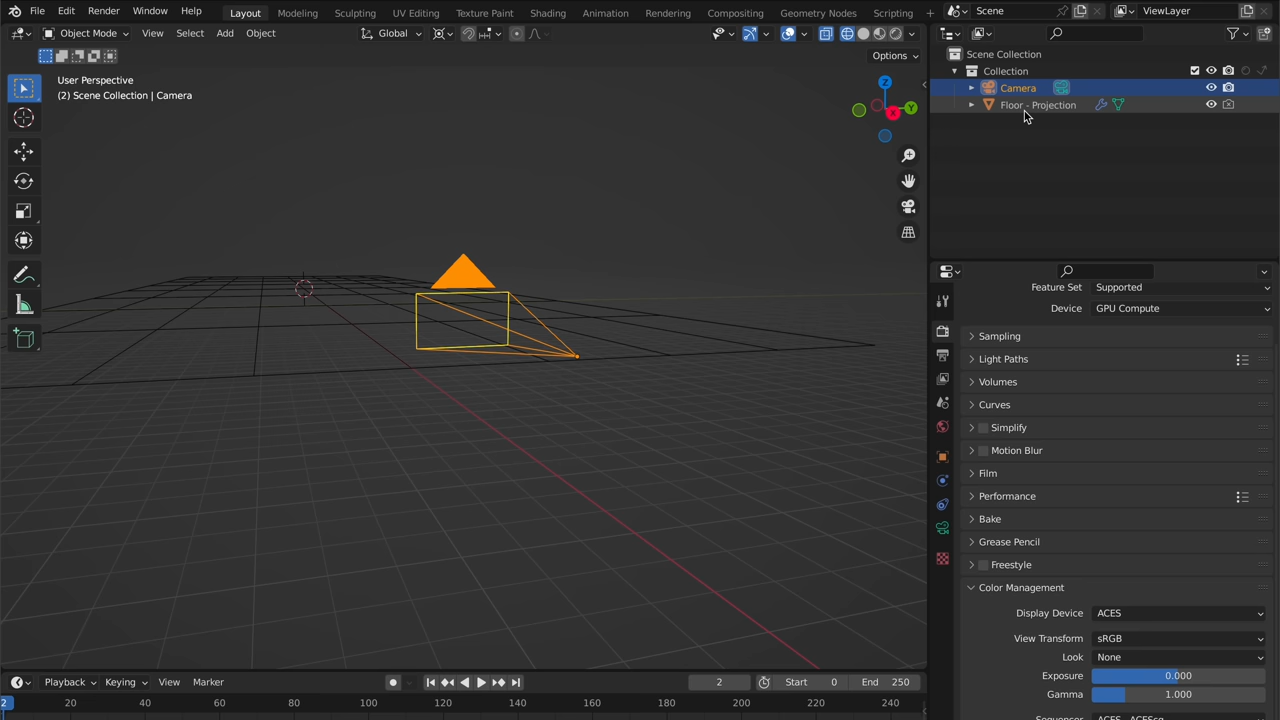 File Edit Render Window Help
Layout Modeling Sculpting UV Editing Texture Paint Shading Animation Rendering Compositing Geometry Nodes Scripting +
Scene
ViewLayer
Object Mode View Select Add Object
Global
Options
User Perspective
(2) Scene Collection | Camera
Z
Y
X
Scene Collection
Collection
Camera
Floor - Projection
Feature Set Supported
Device GPU Compute
Sampling
Light Paths
Volumes
Curves
Simplify
Motion Blur
Film
Performance
Bake
Grease Pencil
Freestyle
Color Management
Display Device ACES
View Transform sRGB
Look None
Exposure 0.000
Gamma 1.000
Sequencer ACES - ACEScg
Playback Keying View Marker
2
Start 0
End 250
2 20 40 60 80 100 120 140 160 180 200 220 240